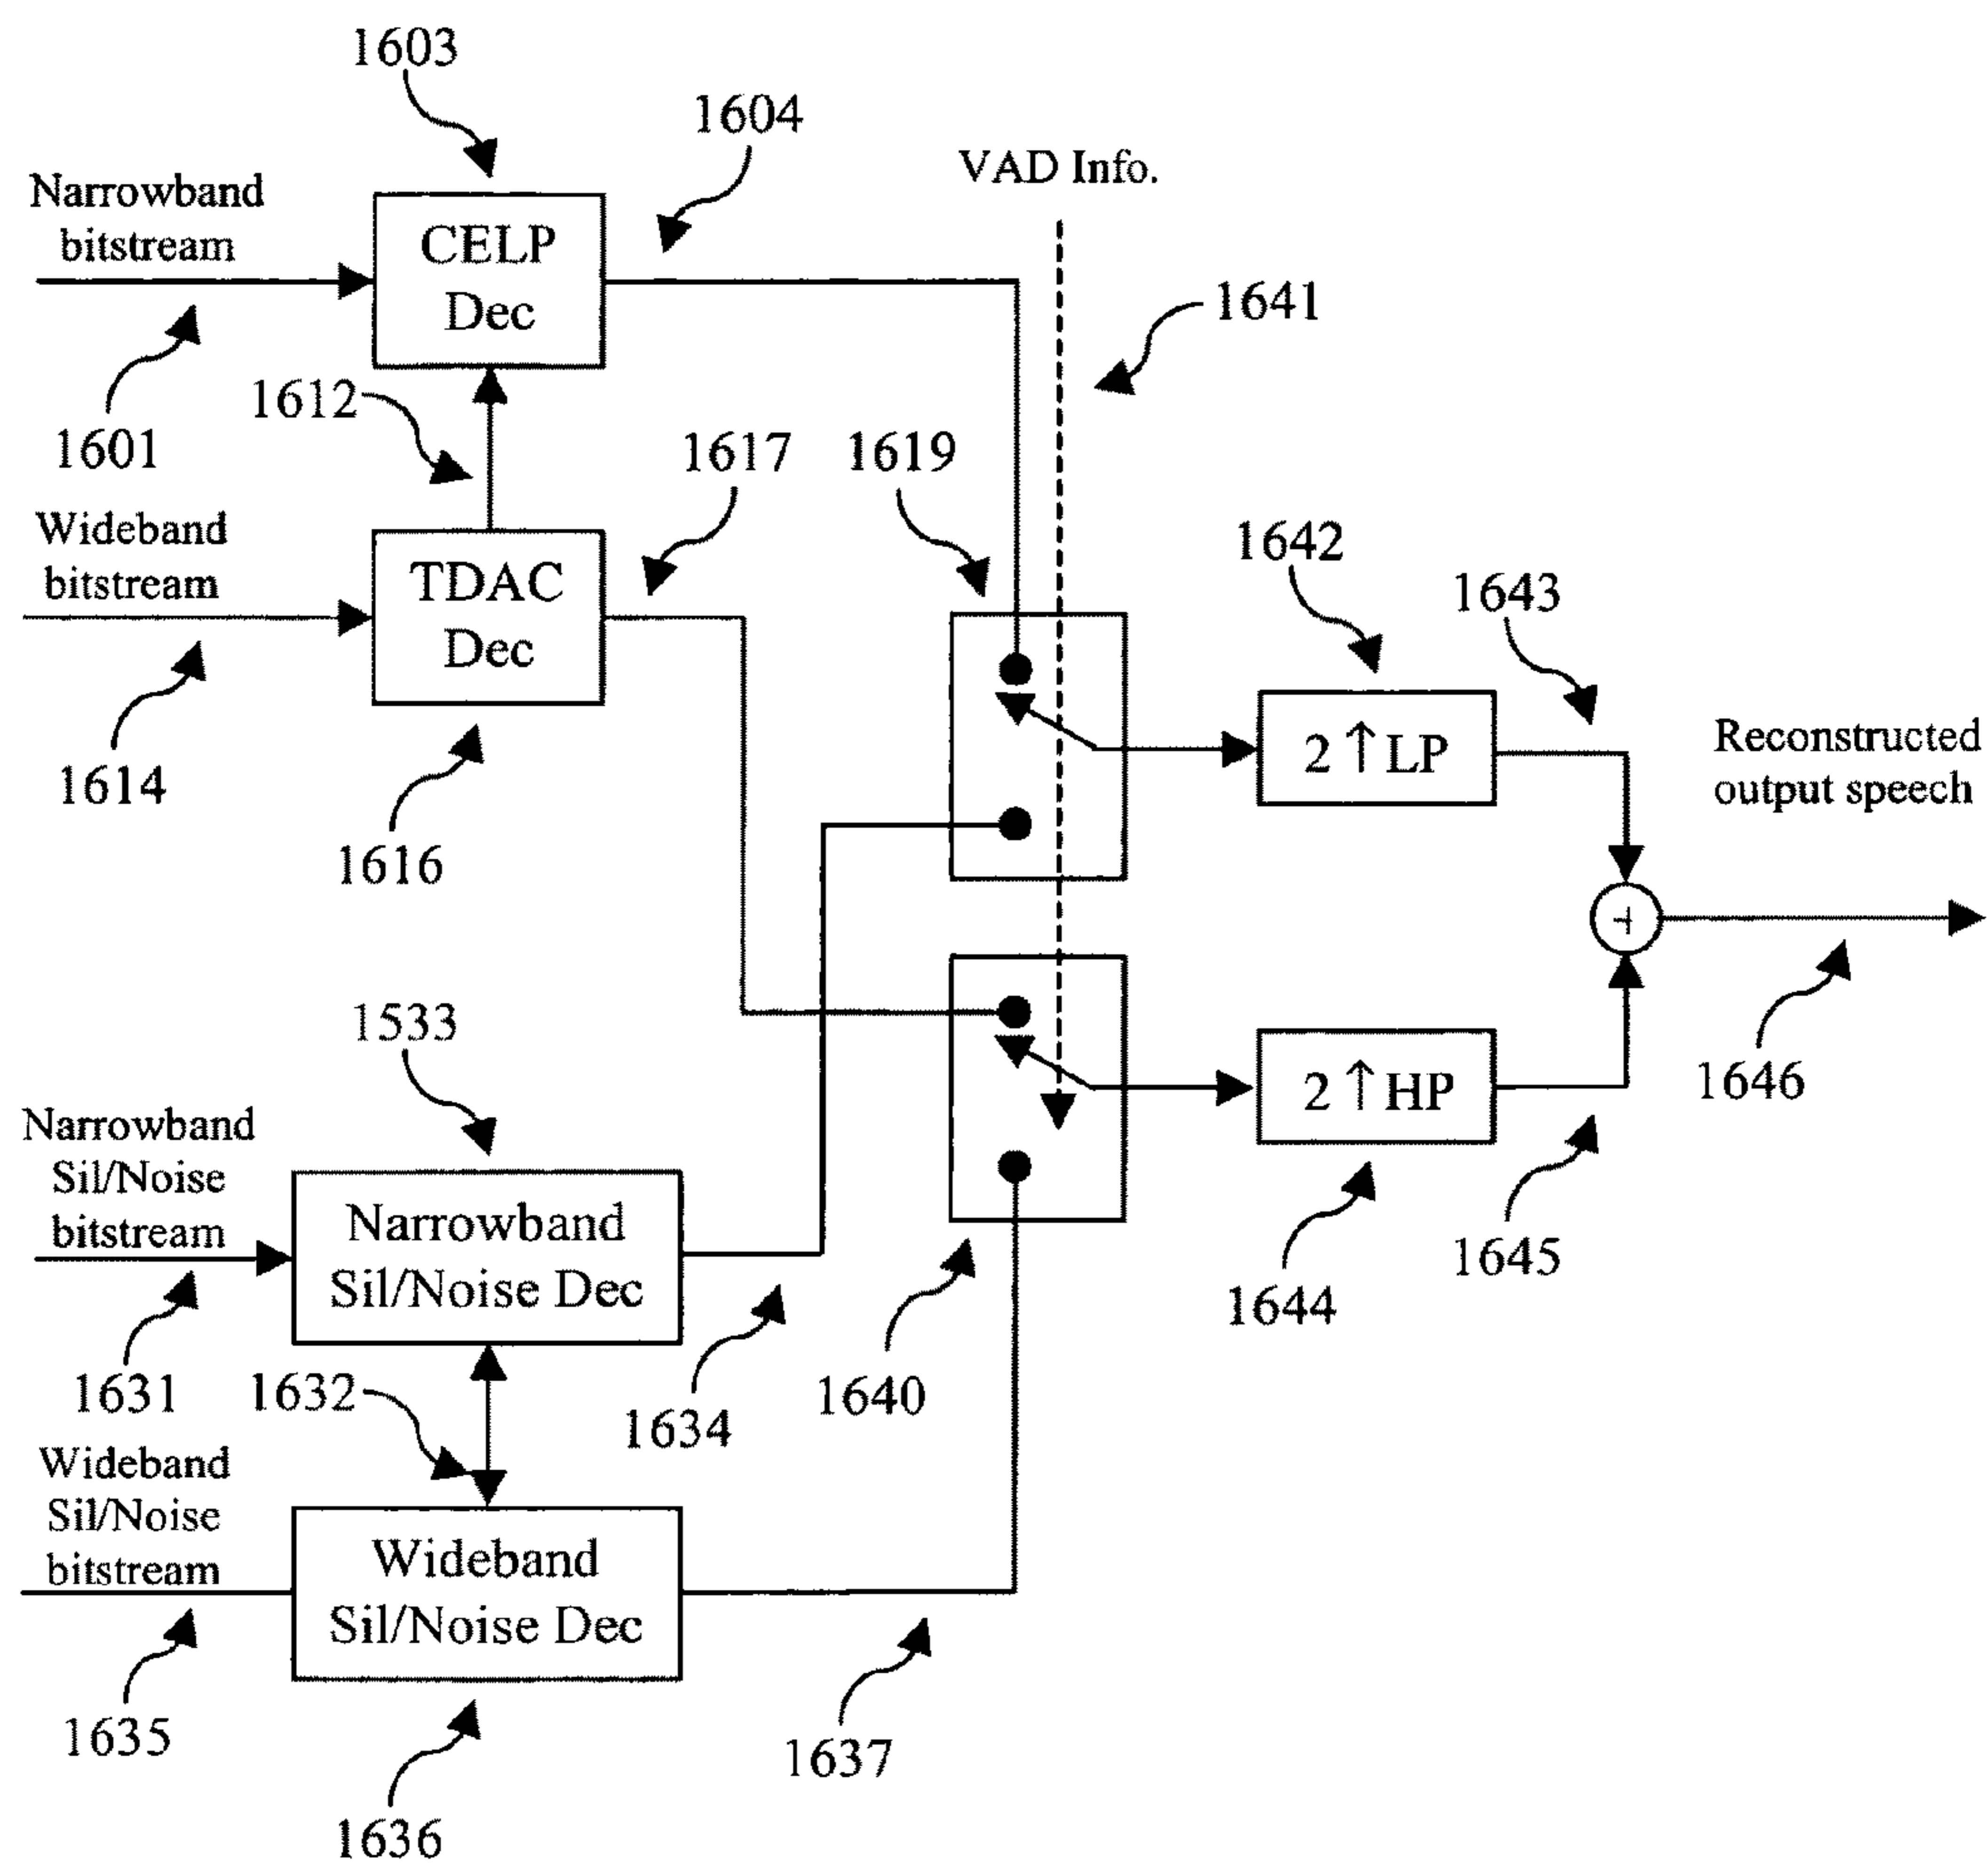 1603
1604
VAD Info.
Narrowband
bitstream
CELP
Dec
1641
1601
1612
1617
1619
Wideband
bitstream
TDAC
Dec
1642
1643
1614
1616
2 ↑ LP
Reconstructed
output speech
+
1533
2 ↑ HP
1646
Narrowband
Sil/Noise
bitstream
Narrowband
Sil/Noise Dec
1631
1632
1634
1640
1644
1645
Wideband
Sil/Noise
bitstream
Wideband
Sil/Noise Dec
1635
1636
1637